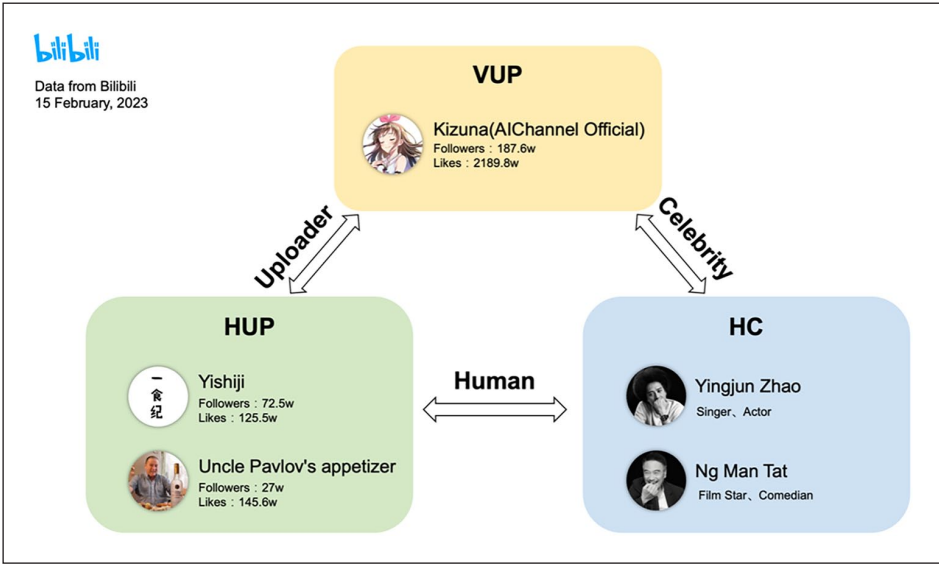 bilibili
Data from Bilibili
15 February, 2023
VUP
Kizuna(AIChannel Official)
Followers：187.6w
Likes：2189.8w
Uploader
Celebrity
HUP
一
食
纪
Yishiji
Followers：72.5w
Likes：125.5w
Uncle Pavlov's appetizer
Followers：27w
Likes：145.6w
Human
HC
Yingjun Zhao
Singer、Actor
Ng Man Tat
Film Star、Comedian